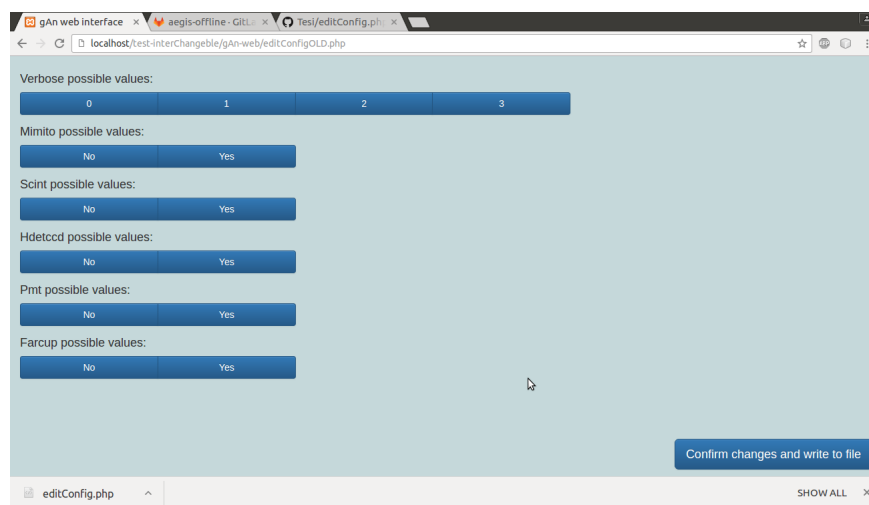 gAn web interface
aegis-offline - GitLa
Tesi/editConfig.ph
localhost/test-interChangeble/gAn-web/editConfigOLD.php
Verbose possible values:
0 1 2 3
Mimito possible values:
No Yes
Scint possible values:
No Yes
Hdetccd possible values:
No Yes
Pmt possible values:
No Yes
Farcup possible values:
No Yes
Confirm changes and write to file
editConfig.php
SHOW ALL